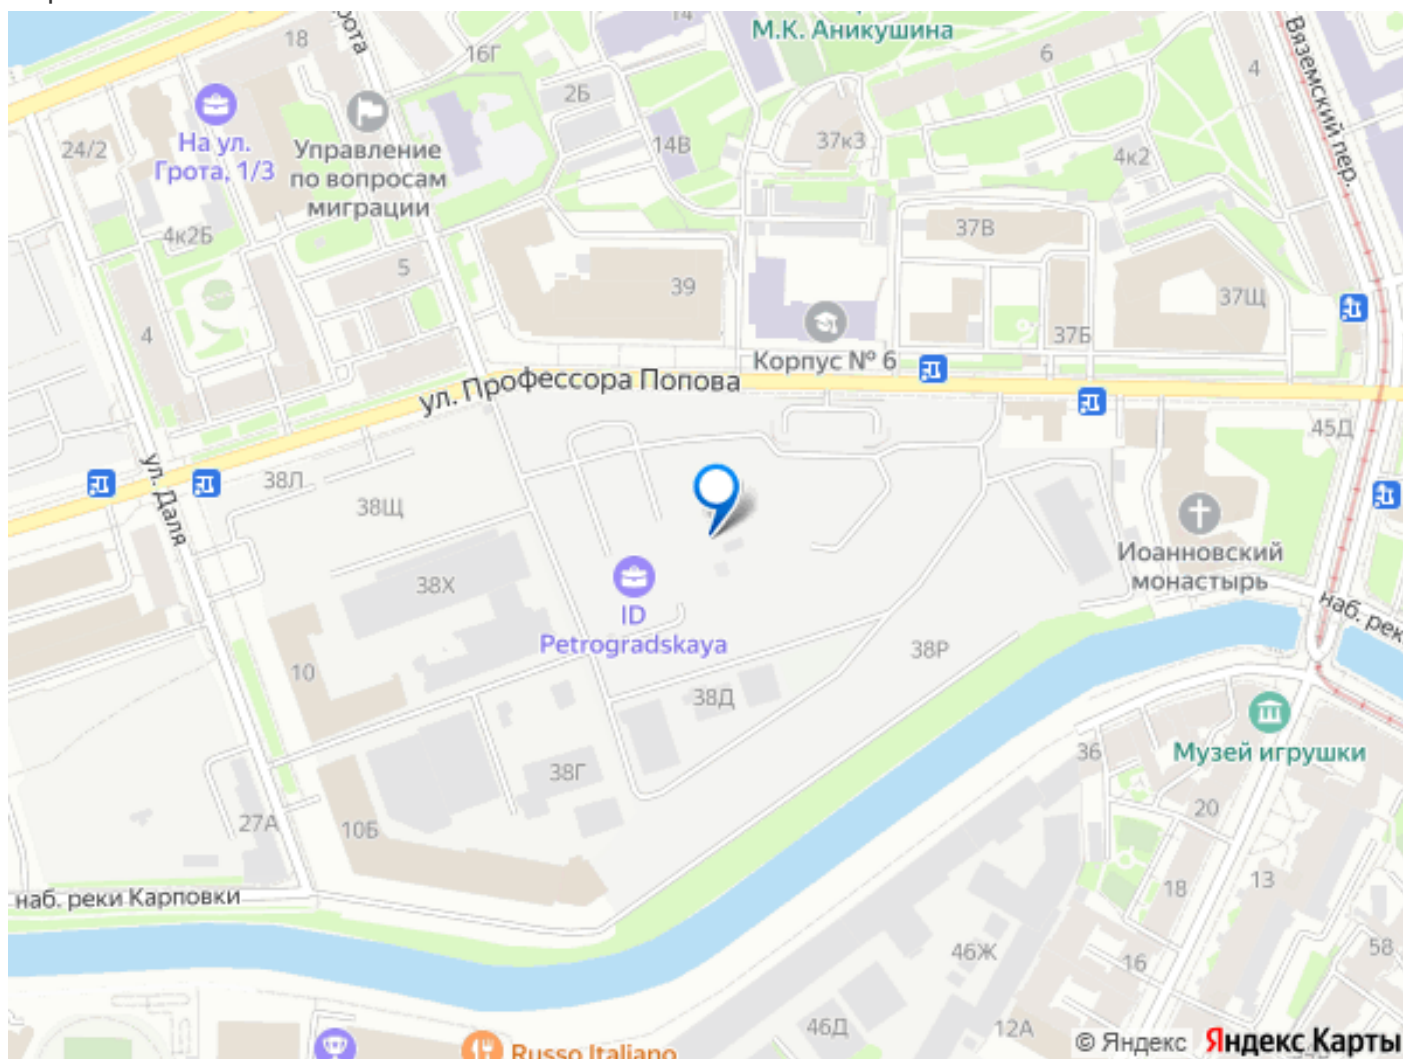 14
М.К. Аникушина
18
16Г
6
4
Вяземский пер.
2Б
На ул.
Грота, 1/3
24/2
Управление
по вопросам
миграции
14В
37к3
4к2
4к2Б
37В
5
39
37Щ
4
37Б
Корпус № 6
ул. Профессора Попова
45Д
ул. Даля
38Л
38Щ
Иоанновский
монастырь
38Х
ID
Petrogradskaya
наб. рек
38Р
10
38Д
Музей игрушки
36
38Г
20
27А
10Б
13
18
наб. реки Карповки
46Ж
16
58
46Д
12А
Russo Italiano
© Яндекс Яндекс Карты